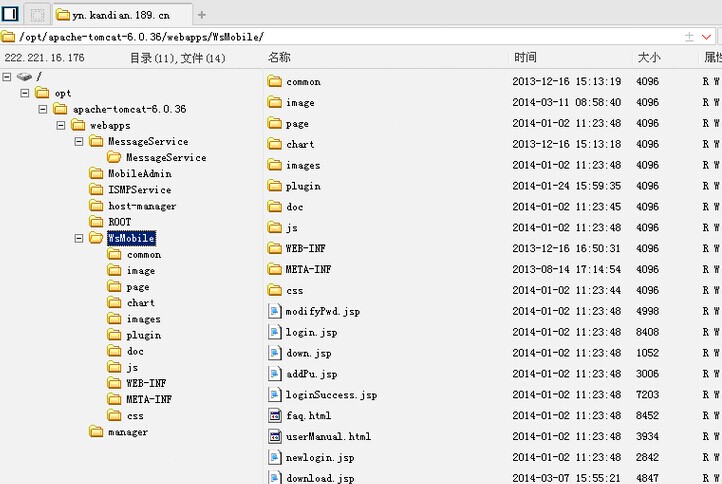 yn.kandian.189.cn
/opt/apache-tomcat-6.0.36/webapps/WsMobile/
222.221.16.176 目录(11),文件(14) 名称 时间 大小 属性
/
opt
apache-tomcat-6.0.36
webapps
MessageService
MessageService
MobileAdmin
ISMPService
host-manager
ROOT
WsMobile
common
image
page
chart
images
plugin
doc
js
WEB-INF
META-INF
css
manager
common 2013-12-16 15:13:19 4096 R W
image 2014-03-11 08:58:40 4096 R W
page 2014-01-02 11:23:48 4096 R W
chart 2013-12-16 15:13:18 4096 R W
images 2014-01-02 11:23:48 4096 R W
plugin 2014-01-24 15:59:35 4096 R W
doc 2014-01-02 11:23:45 4096 R W
js 2014-01-02 11:23:48 4096 R W
WEB-INF 2013-12-16 16:50:31 4096 R W
META-INF 2013-08-14 17:14:54 4096 R W
css 2014-01-02 11:23:44 4096 R W
modifyPwd.jsp 2014-01-02 11:23:48 4998 R W
login.jsp 2014-01-02 11:23:48 8408 R W
down.jsp 2014-01-02 11:23:48 1052 R W
addPu.jsp 2014-01-02 11:23:48 3006 R W
loginSuccess.jsp 2014-01-02 11:23:48 7203 R W
faq.html 2014-01-02 11:23:48 8452 R W
userManual.html 2014-01-02 11:23:48 3934 R W
newlogin.jsp 2014-01-02 11:23:48 2842 R W
download.jsp 2014-03-07 15:55:21 4847 R W